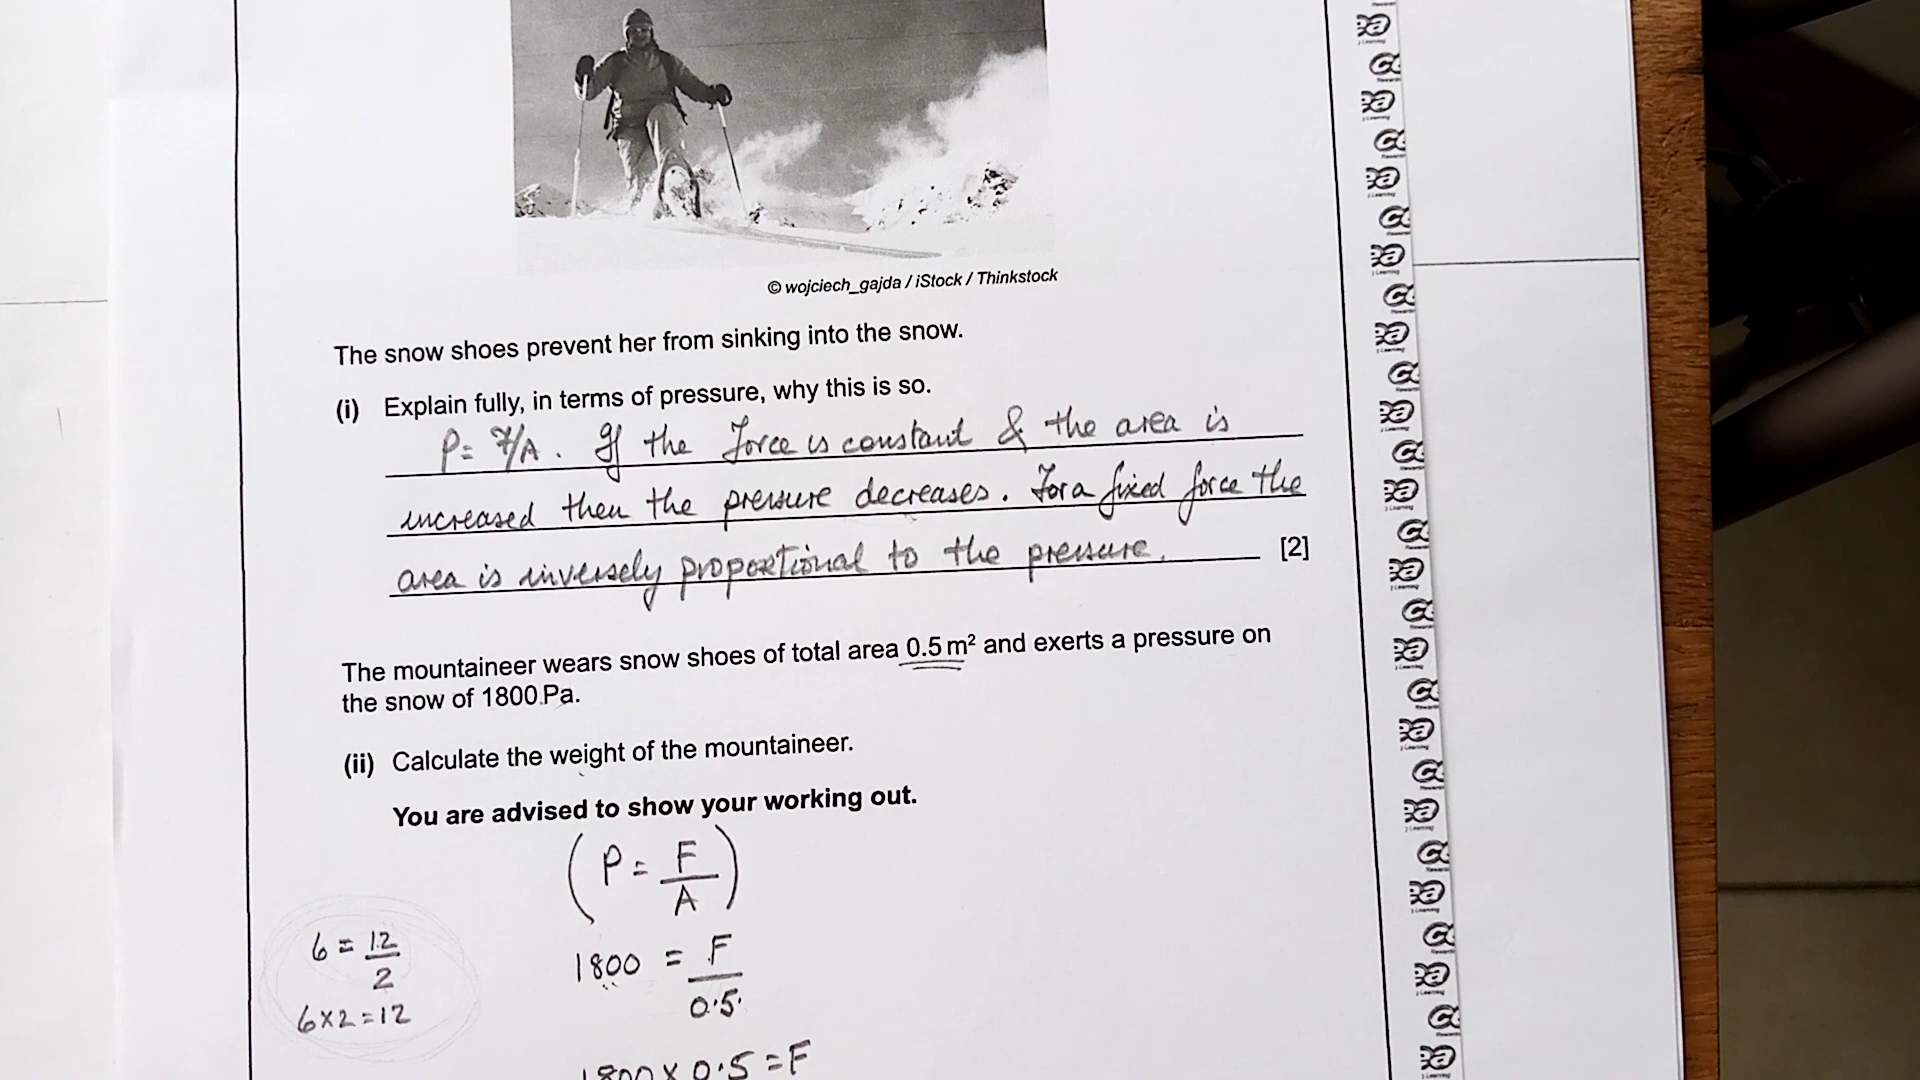 © wojciech_gajda / iStock / Thinkstock
The snow shoes prevent her from sinking into the snow.
(i) Explain fully, in terms of pressure, why this is so.
P = F/A . If the Force is constant & the area is
increased then the pressure decreases. For a fixed force the
area is inversely proportional to the pressure.
[2]
The mountaineer wears snow shoes of total area 0.5 m² and exerts a pressure on
the snow of 1800 Pa.
(ii) Calculate the weight of the mountaineer.
You are advised to show your working out.
(P = F/A)
1800 = F/0.5
1800 x 0.5 = F
6 = 12/2
6 x 2 = 12